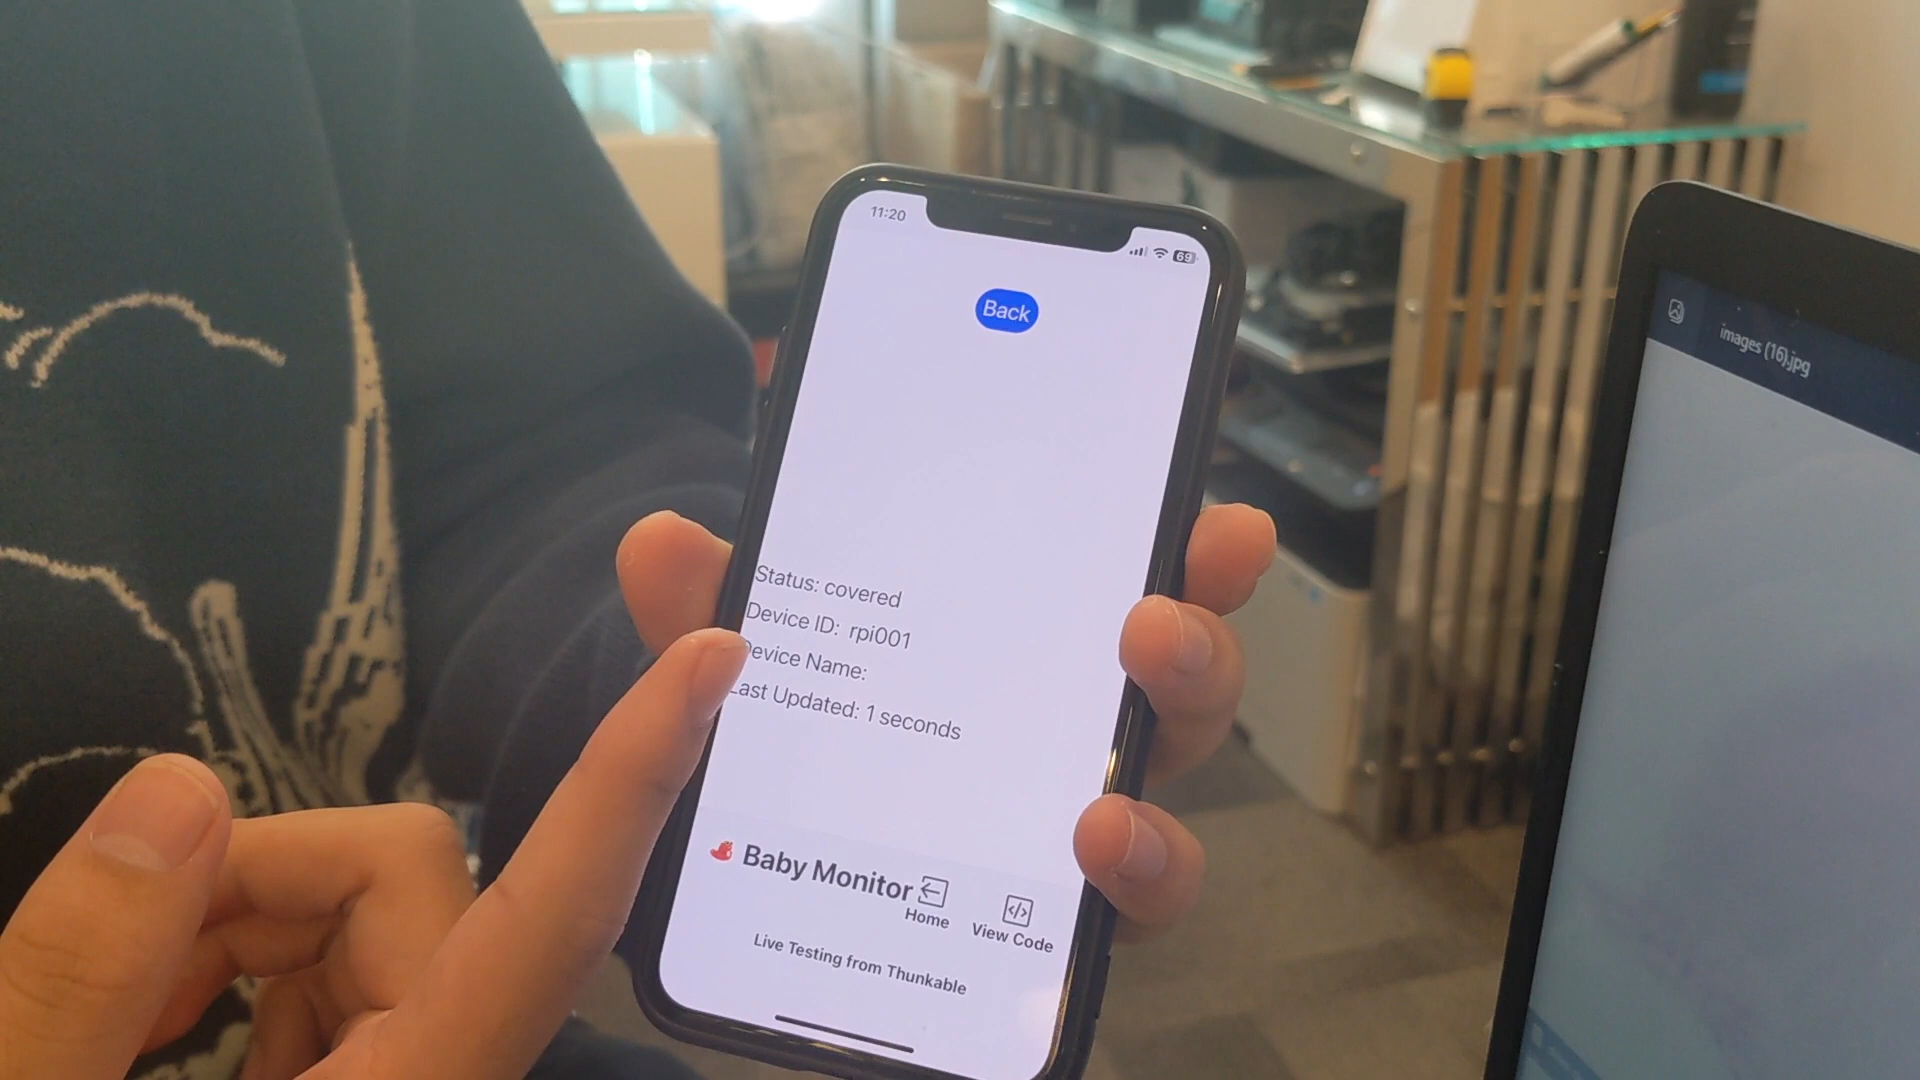 11:20
69
Back
Status: covered
Device ID: rpi001
Device Name:
Last Updated: 1 seconds
Baby Monitor
Home
View Code
Live Testing from Thunkable
images (16).jpg